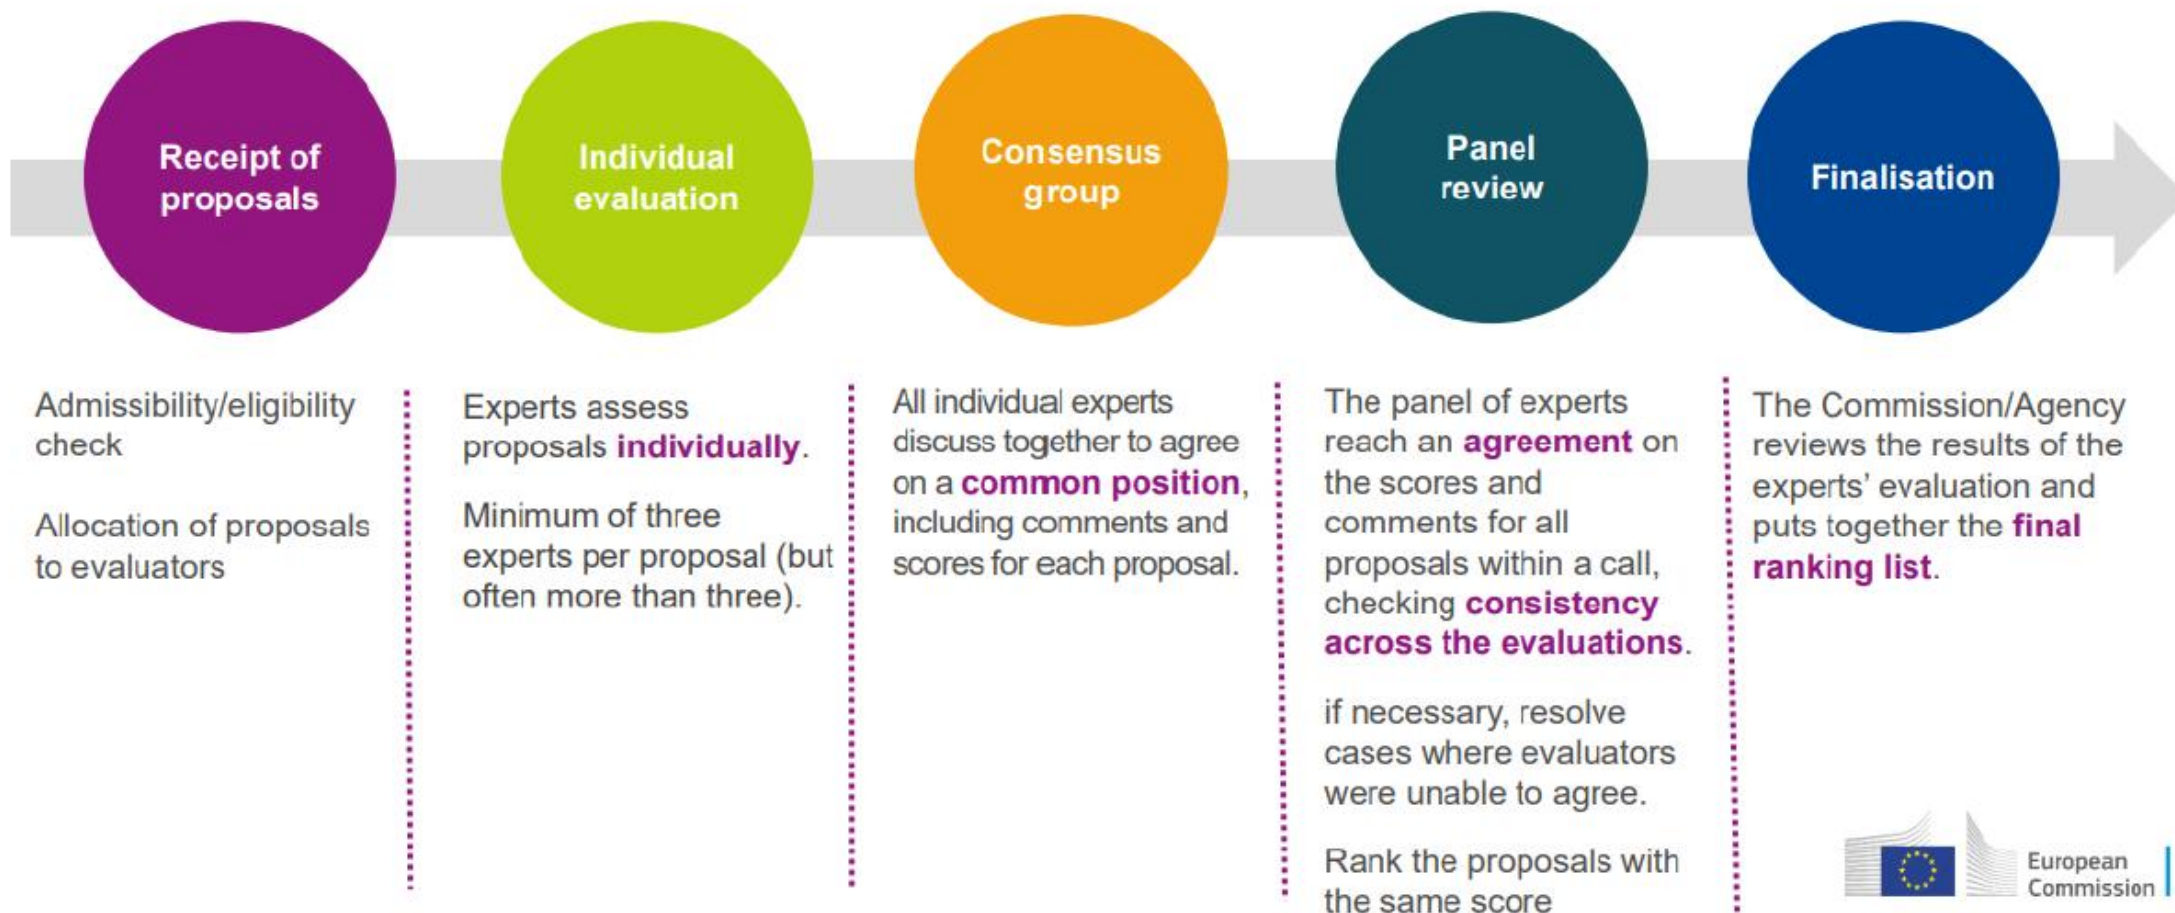 Receipt of
proposals
Individual
evaluation
Consensus
group
Panel
review
Finalisation
Admissibility/eligibility
check
Allocation of proposals
to evaluators
Experts assess
proposals individually.
Minimum of three
experts per proposal (but
often more than three).
All individual experts
discuss together to agree
on a common position,
including comments and
scores for each proposal.
The panel of experts
reach an agreement on
the scores and
comments for all
proposals within a call,
checking consistency
across the evaluations.
if necessary, resolve
cases where evaluators
were unable to agree.
Rank the proposals with
the same score
The Commission/Agency
reviews the results of the
experts’ evaluation and
puts together the final
ranking list.
European
Commission